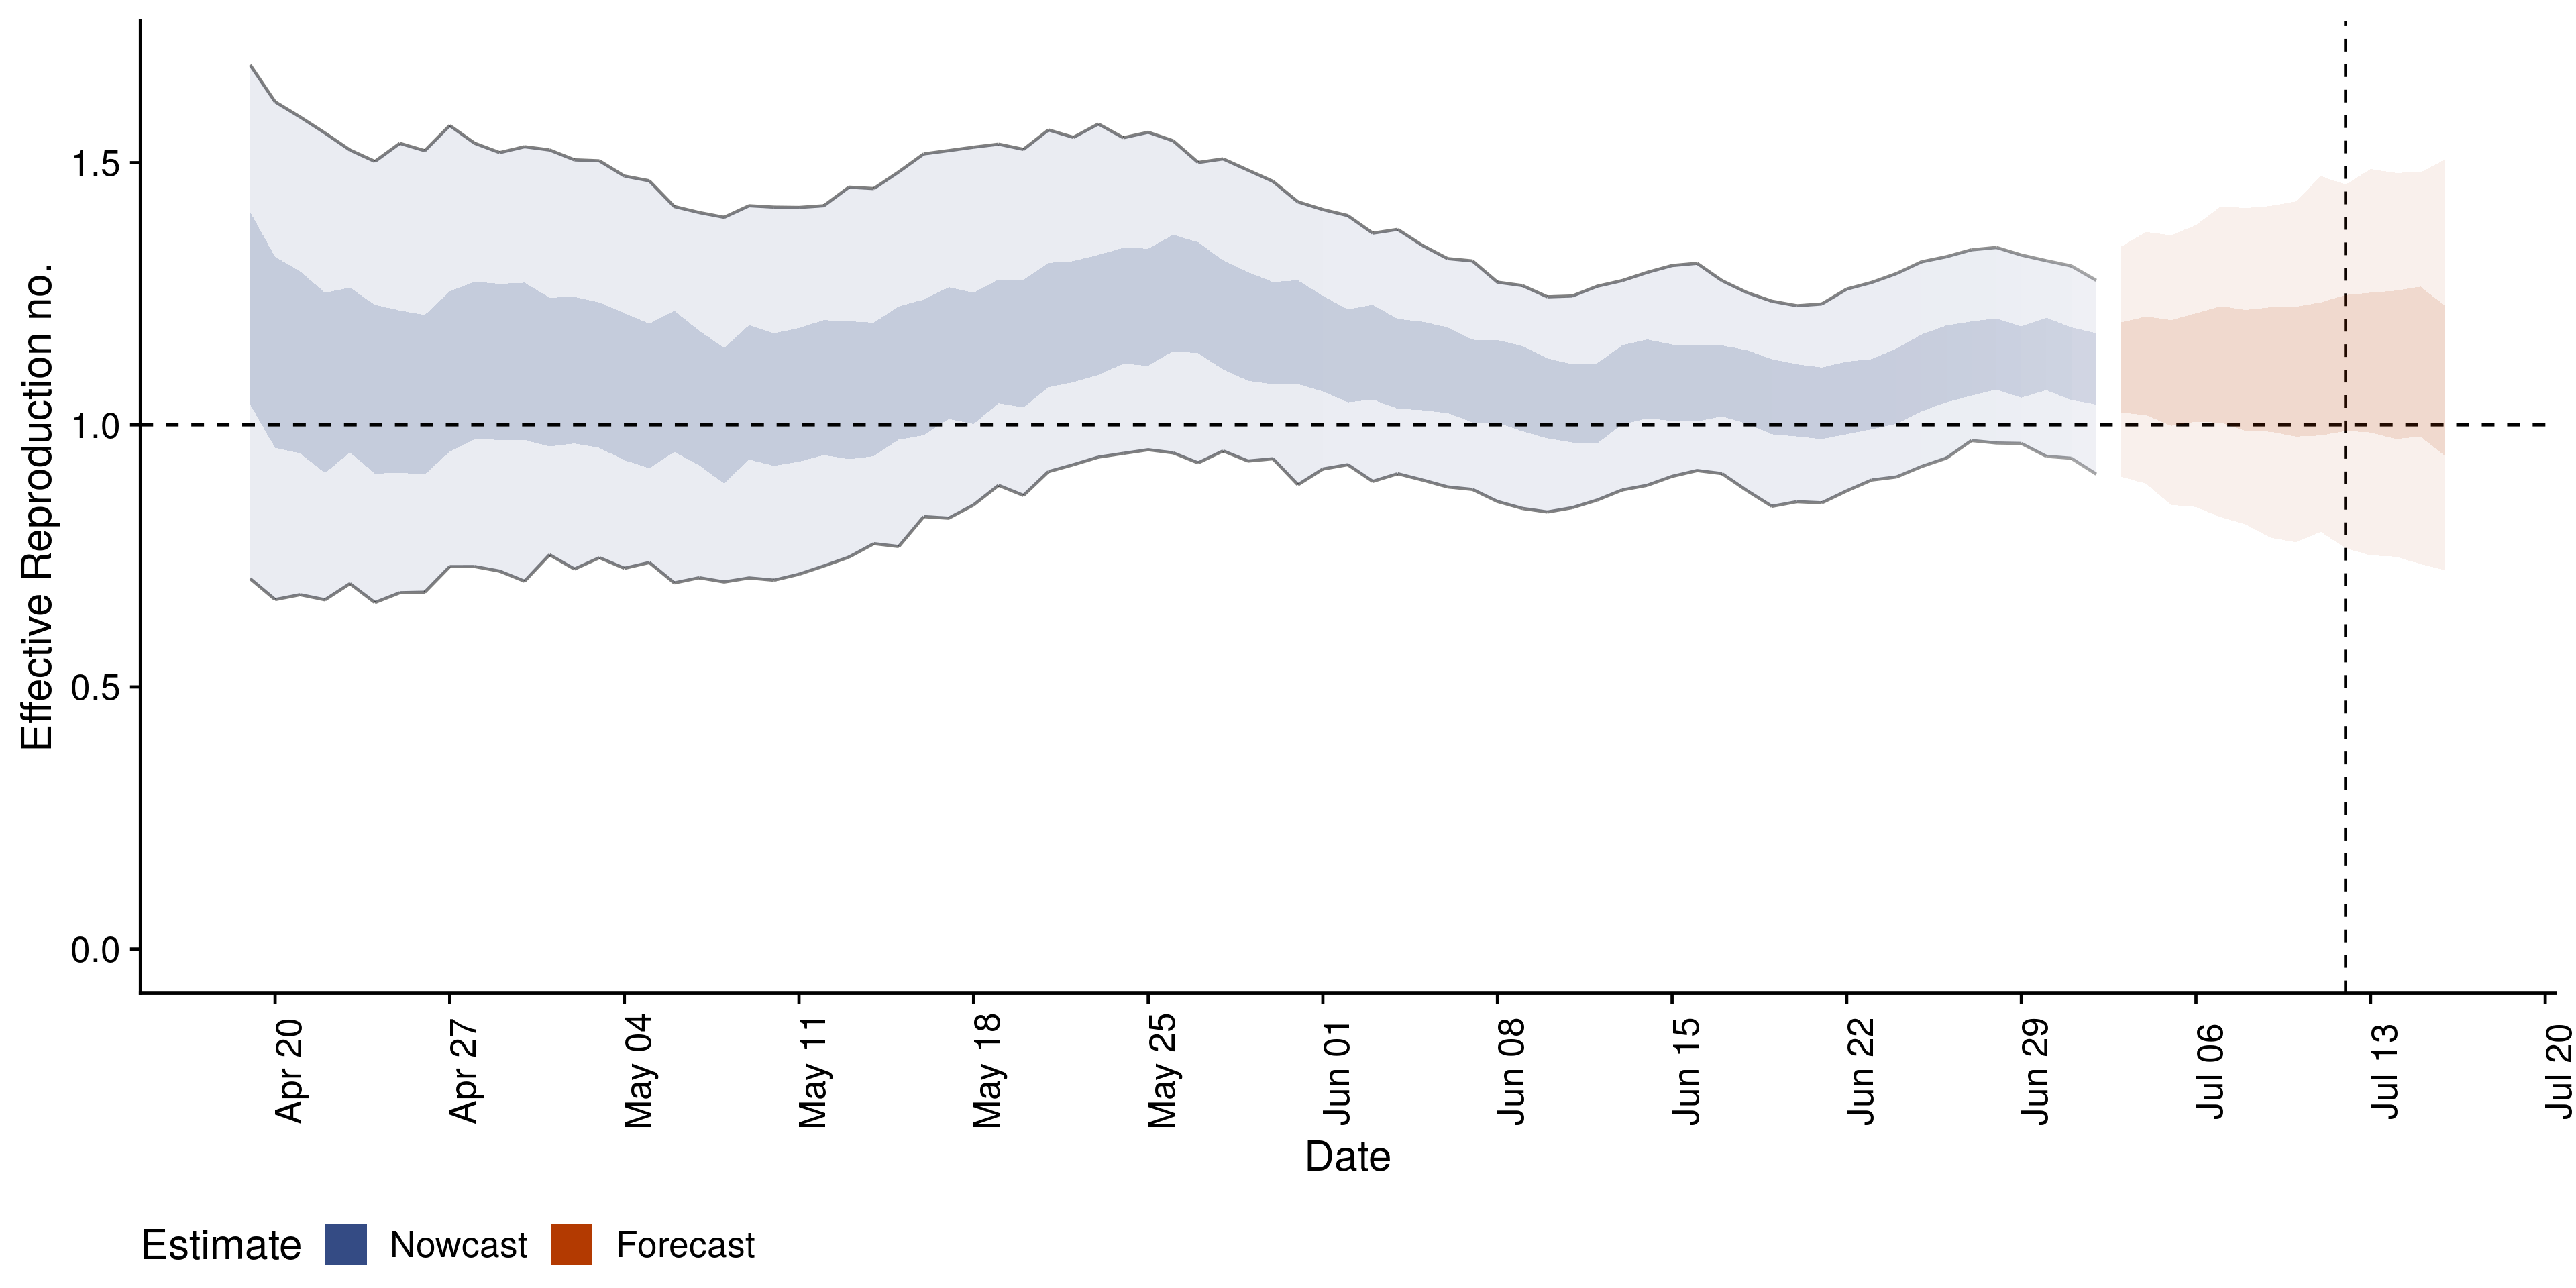 Effective Reproduction no.
1.5
1.0
0.5
0.0
Apr 20
Apr 27
May 04
May 11
May 18
May 25
Jun 01
Jun 08
Jun 15
Jun 22
Jun 29
Jul 06
Jul 13
Jul 20
Date
Estimate Nowcast Forecast